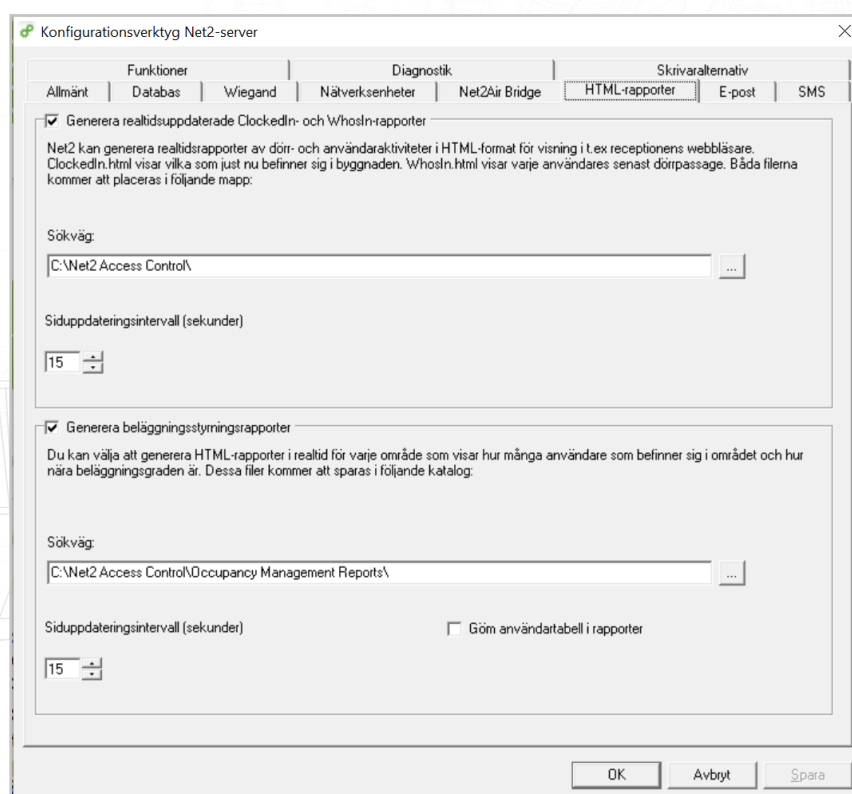 Konfigurationsverktyg Net2-server
Funktioner Diagnostik Skrivaralternativ
Allmänt Databas Wiegand Nätverksenheter Net2Air Bridge HTML-rapporter E-post SMS
Generera realtidsuppdaterade ClockedIn- och WhosIn-rapporter
Net2 kan generera realtidsrapporter av dörr- och användaraktiviteter i HTML-format för visning i t.ex receptionens webbläsare.
ClockedIn.html visar vilka som just nu befinner sig i byggnaden. WhosIn.html visar varje användares senast dörrpassage. Båda filerna
kommer att placeras i följande mapp:
Sökväg:
C:\Net2 Access Control\
...
Siduppdateringsintervall (sekunder)
15
Generera beläggningsstyrningsrapporter
Du kan välja att generera HTML-rapporter i realtid för varje område som visar hur många användare som befinner sig i området och hur
nära beläggningsgraden är. Dessa filer kommer att sparas i följande katalog:
Sökväg:
C:\Net2 Access Control\Occupancy Management Reports\
...
Siduppdateringsintervall (sekunder) Göm användartabell i rapporter
15
OK Avbryt Spara